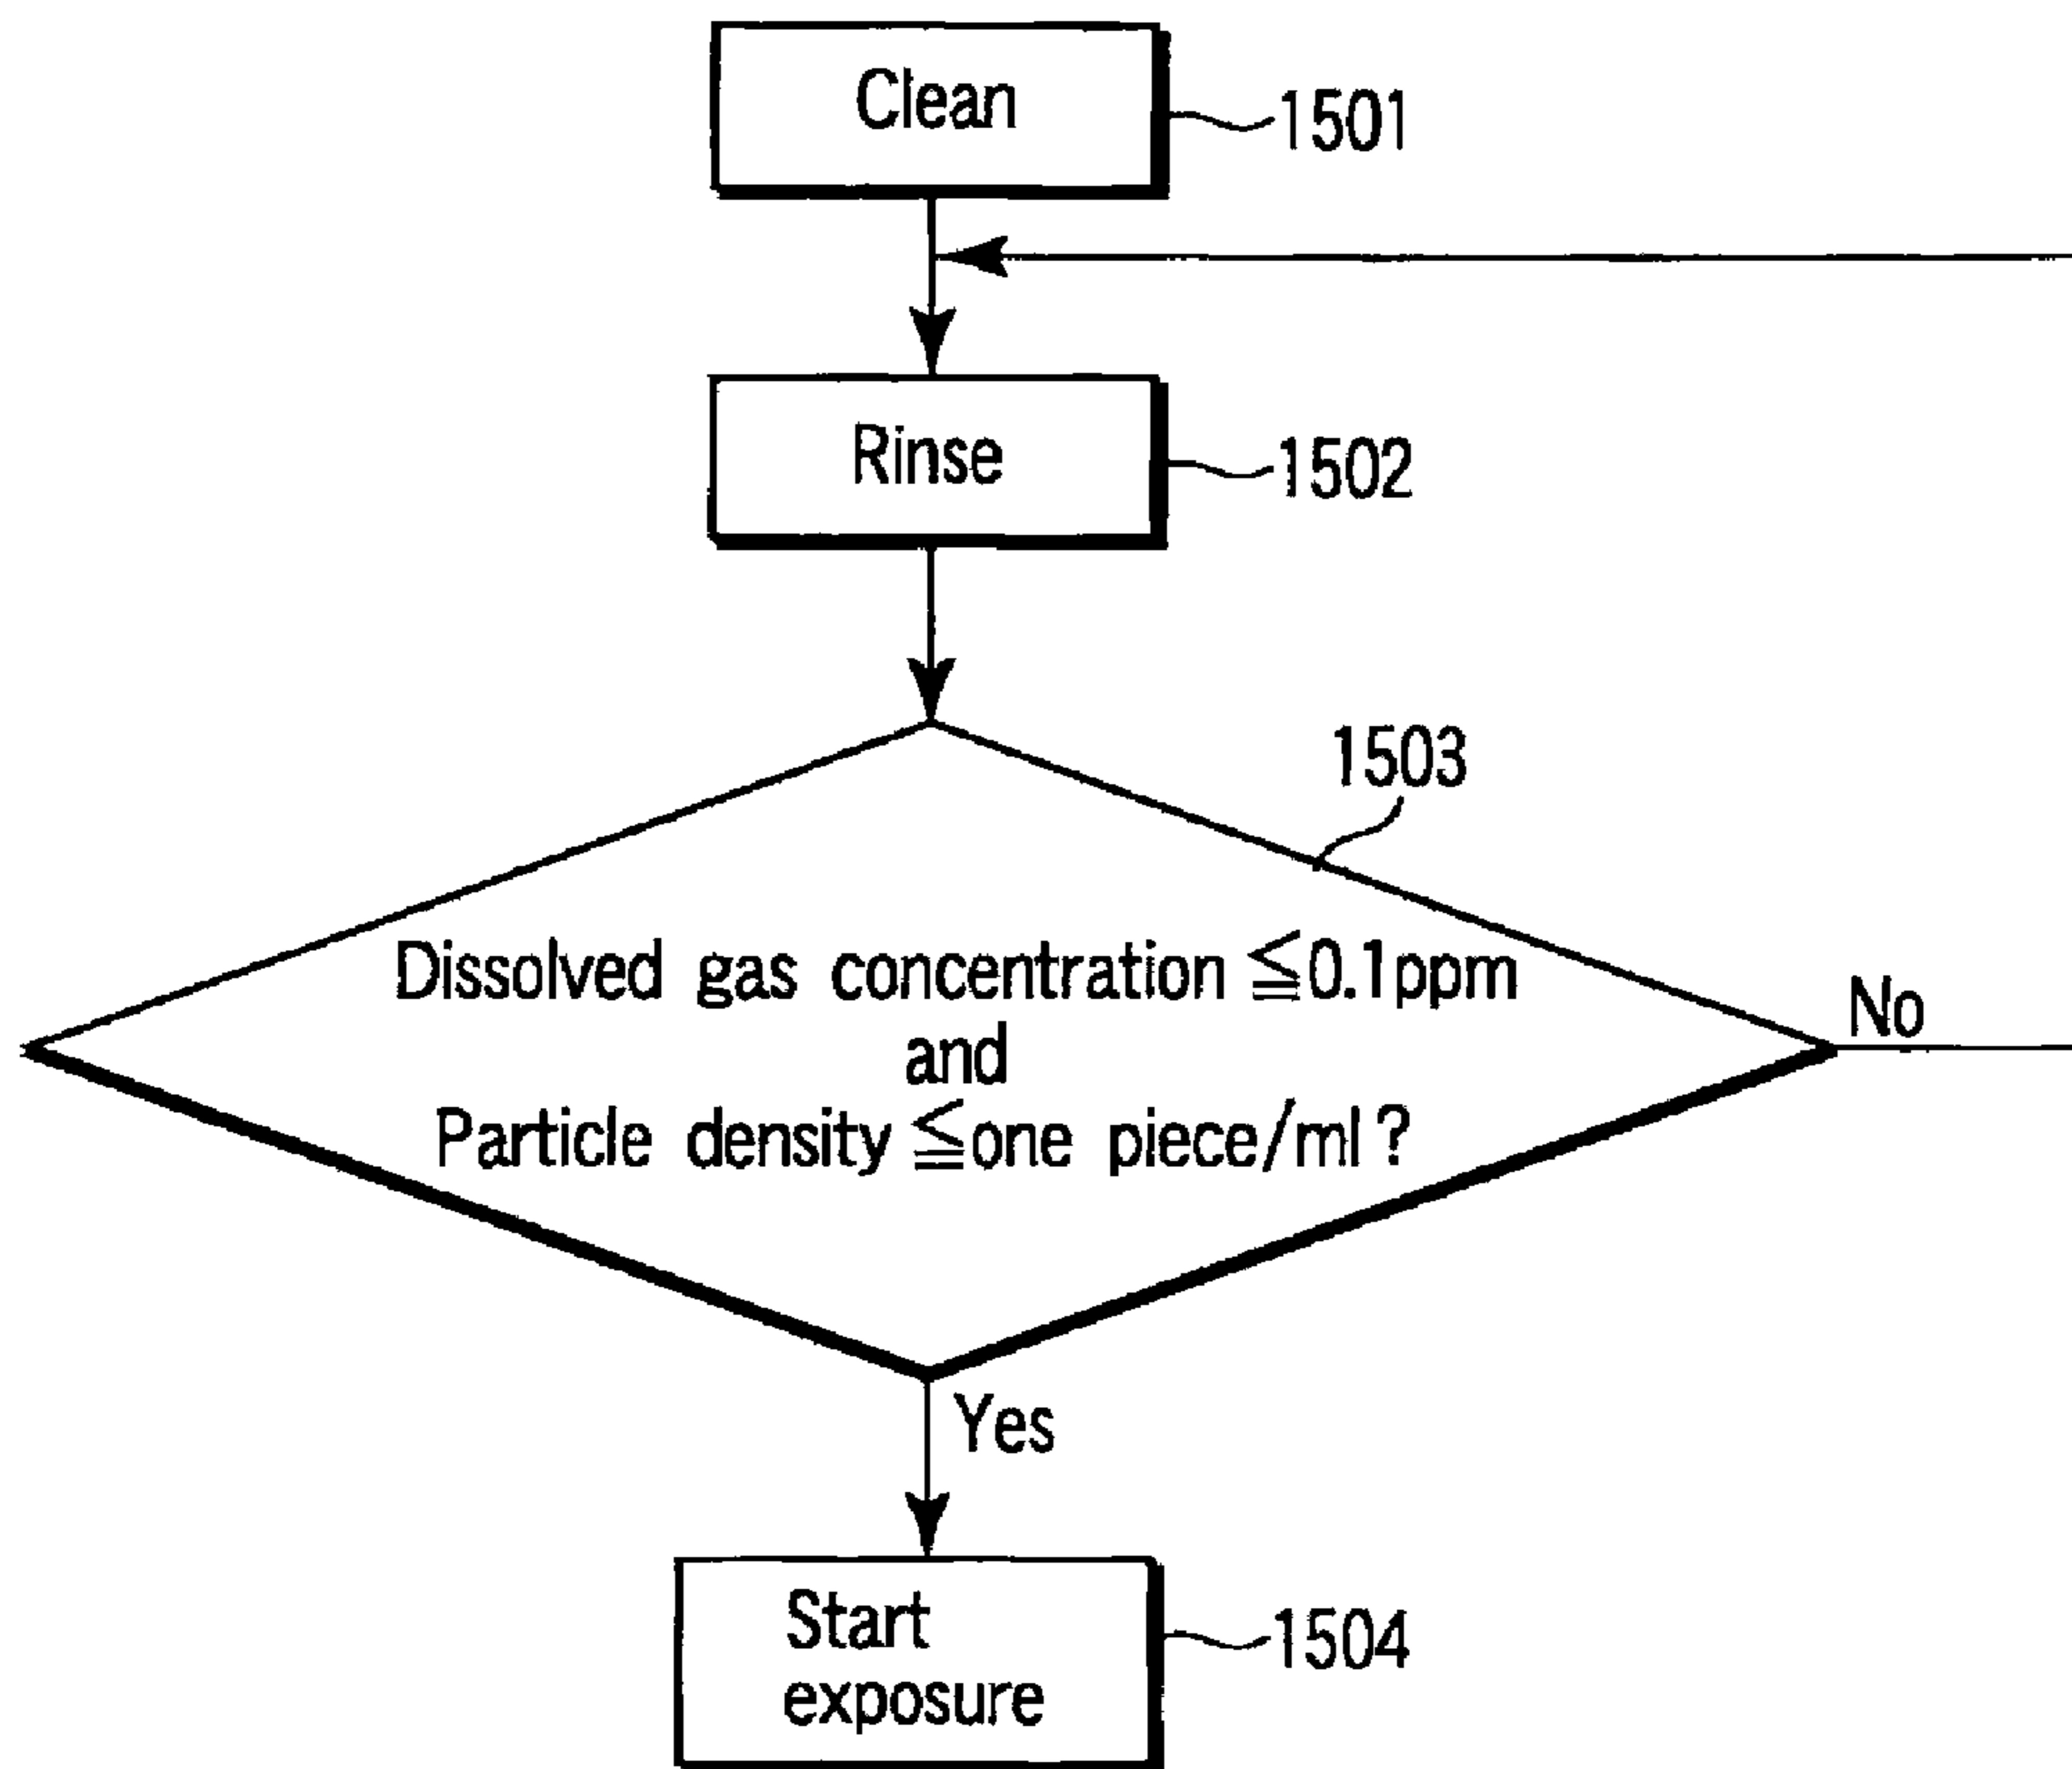 Clean
1501
Rinse
1502
1503
Dissolved gas concentration ≦0.1ppm
and
Particle density ≦one piece/ml?
No
Yes
Start
exposure
1504